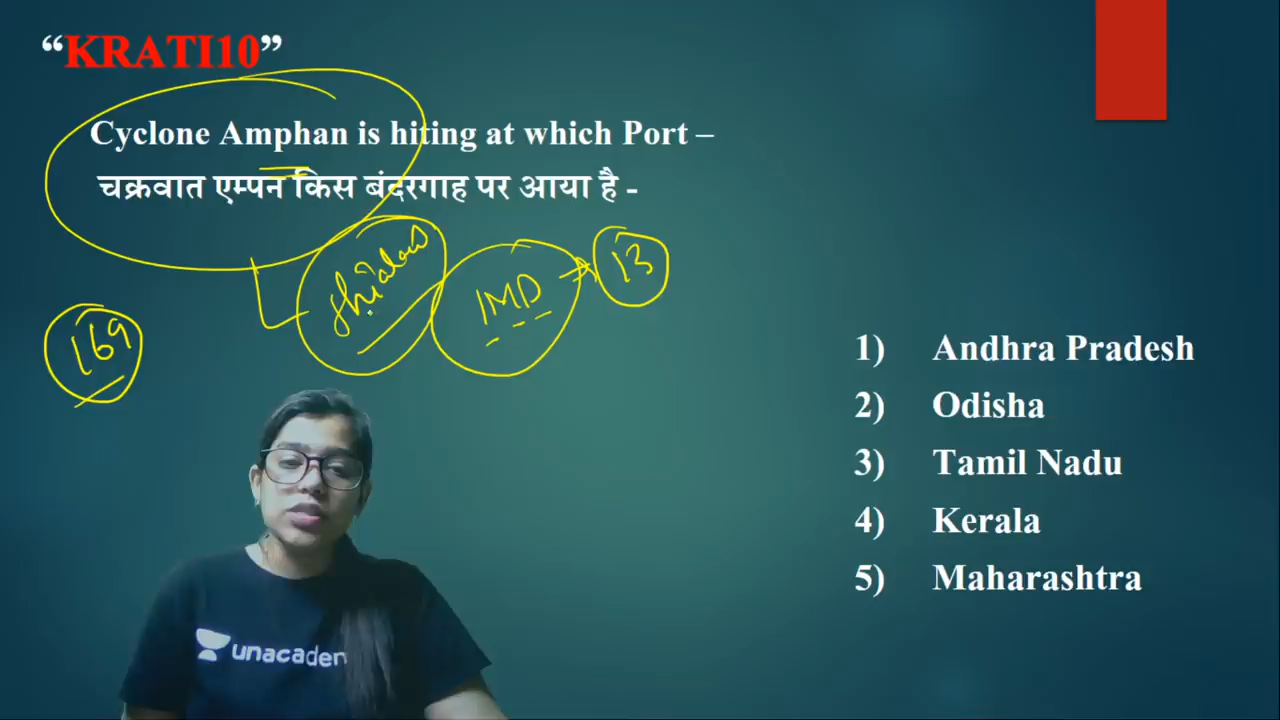 “KRATI10”
Cyclone Amphan is hiting at which Port –
चक्रवात एम्पन किस बंदरगाह पर आया है -
IMD → 13
169
1) Andhra Pradesh
2) Odisha
3) Tamil Nadu
4) Kerala
5) Maharashtra
unacaden